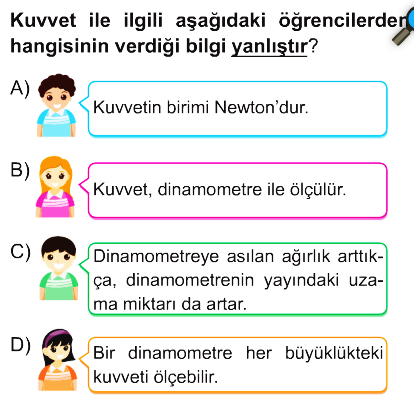 Kuvvet ile ilgili aşağıdaki öğrencilerden
hangisinin verdiği bilgi yanlıştır?
A) Kuvvetin birimi Newton’dur.
B) Kuvvet, dinamometre ile ölçülür.
C) Dinamometreye asılan ağırlık arttık-
ça, dinamometrenin yayındaki uza-
ma miktarı da artar.
D) Bir dinamometre her büyüklükteki
kuvveti ölçebilir.